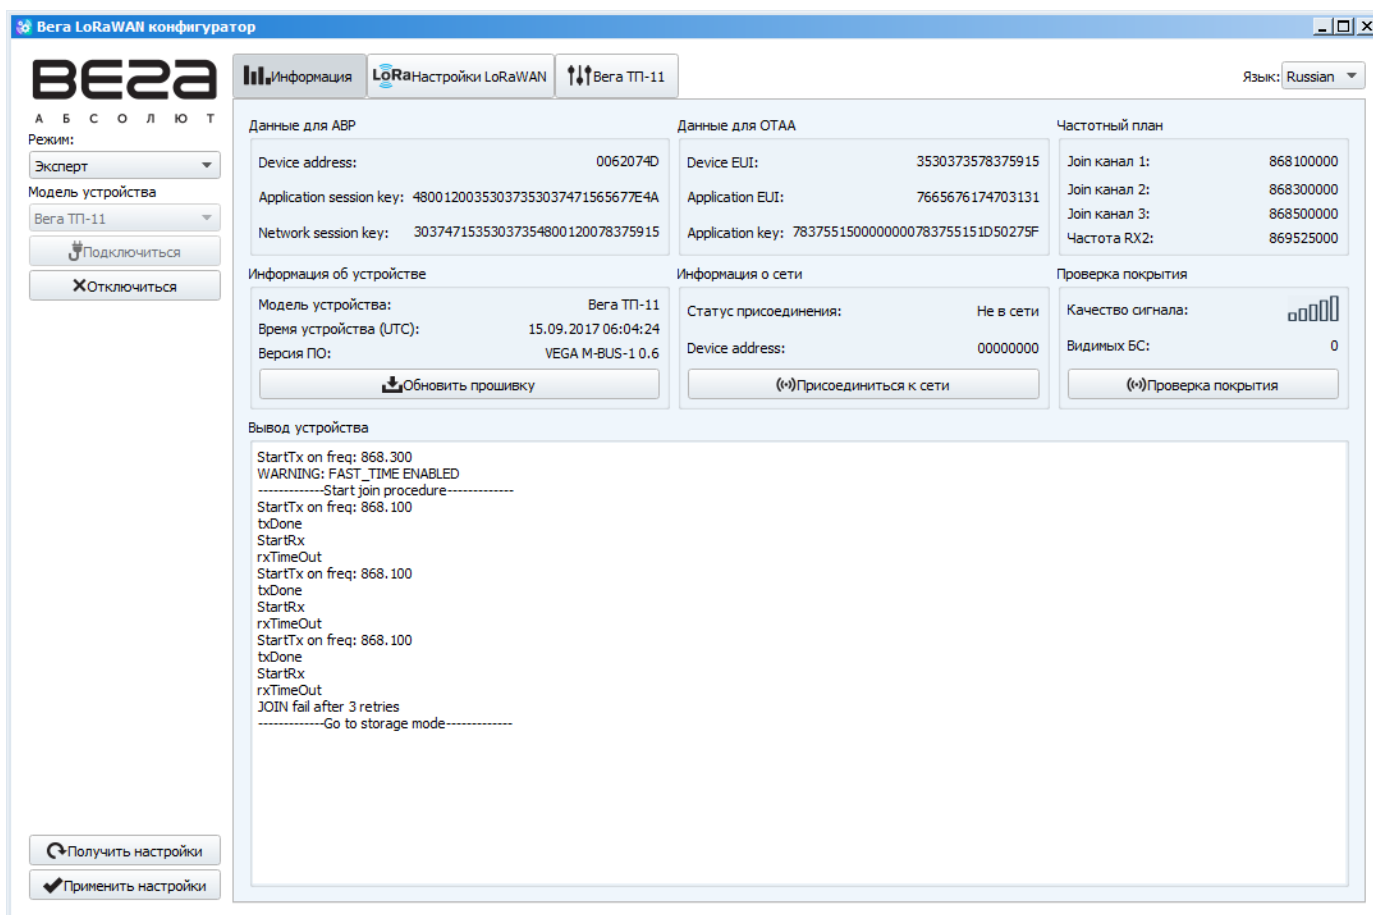 Вега LoRaWAN конфигуратор
ВЕГА
АБСОЛЮТ
Режим:
Эксперт
Модель устройства
Вега ТП-11
Подключиться
Отключиться
Информация
LoRa Настройки LoRaWAN
Вега ТП-11
Язык: Russian
Данные для ABP
Device address: 0062074D
Application session key: 4800120035303735303747156567​7E4A
Network session key: 30374715353037354800120078375915
Данные для OTAA
Device EUI: 3530373578375915
Application EUI: 7665676174703131
Application key: 7837551500000000783755151D50275F
Частотный план
Join канал 1: 868100000
Join канал 2: 868300000
Join канал 3: 868500000
Частота RX2: 869525000
Информация об устройстве
Модель устройства: Вега ТП-11
Время устройства (UTC): 15.09.2017 06:04:24
Версия ПО: VEGA M-BUS-1 0.6
Обновить прошивку
Информация о сети
Статус присоединения: Не в сети
Device address: 00000000
Присоединиться к сети
Проверка покрытия
Качество сигнала:
Видимых БС: 0
Проверка покрытия
Вывод устройства
StartTx on freq: 868.300
WARNING: FAST_TIME ENABLED
-------------Start join procedure-------------
StartTx on freq: 868.100
txDone
StartRx
rxTimeOut
StartTx on freq: 868.100
txDone
StartRx
rxTimeOut
StartTx on freq: 868.100
txDone
StartRx
rxTimeOut
JOIN fail after 3 retries
-------------Go to storage mode-------------
Получить настройки
Применить настройки